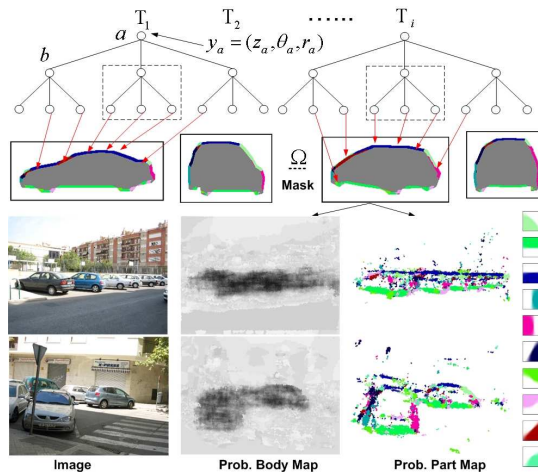 T₁ T₂ ...... Tᵢ
a
yₐ = (zₐ, θₐ, rₐ)
b
Ω
Mask
Image Prob. Body Map Prob. Part Map